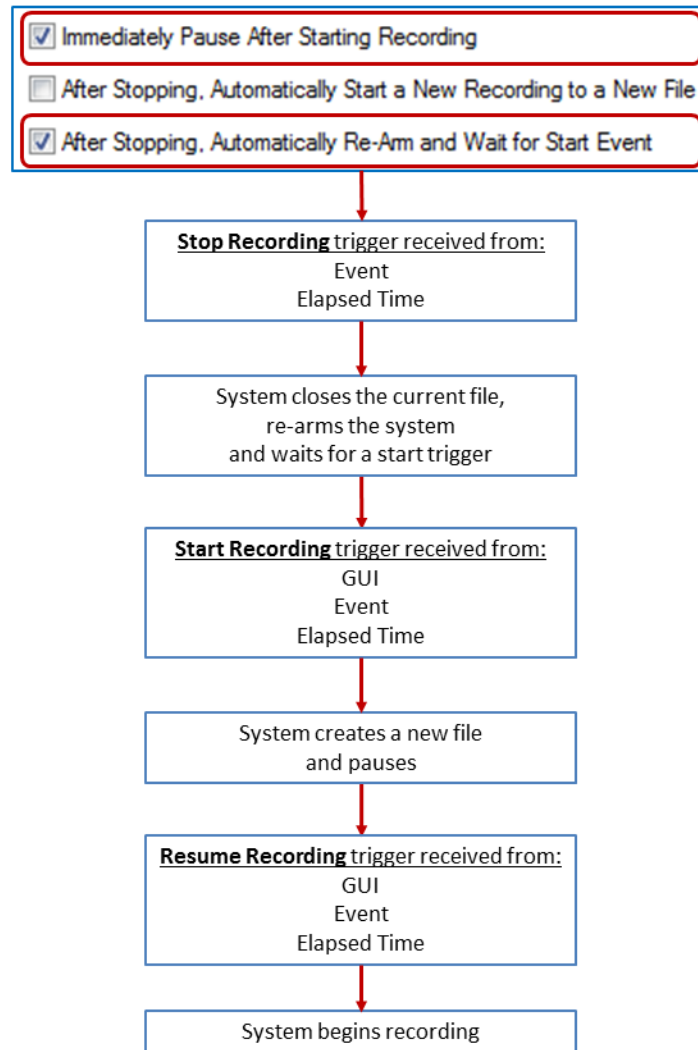 Immediately Pause After Starting Recording
After Stopping, Automatically Start a New Recording to a New File
After Stopping, Automatically Re-Arm and Wait for Start Event
Stop Recording trigger received from:
Event
Elapsed Time
System closes the current file,
re-arms the system
and waits for a start trigger
Start Recording trigger received from:
GUI
Event
Elapsed Time
System creates a new file
and pauses
Resume Recording trigger received from:
GUI
Event
Elapsed Time
System begins recording